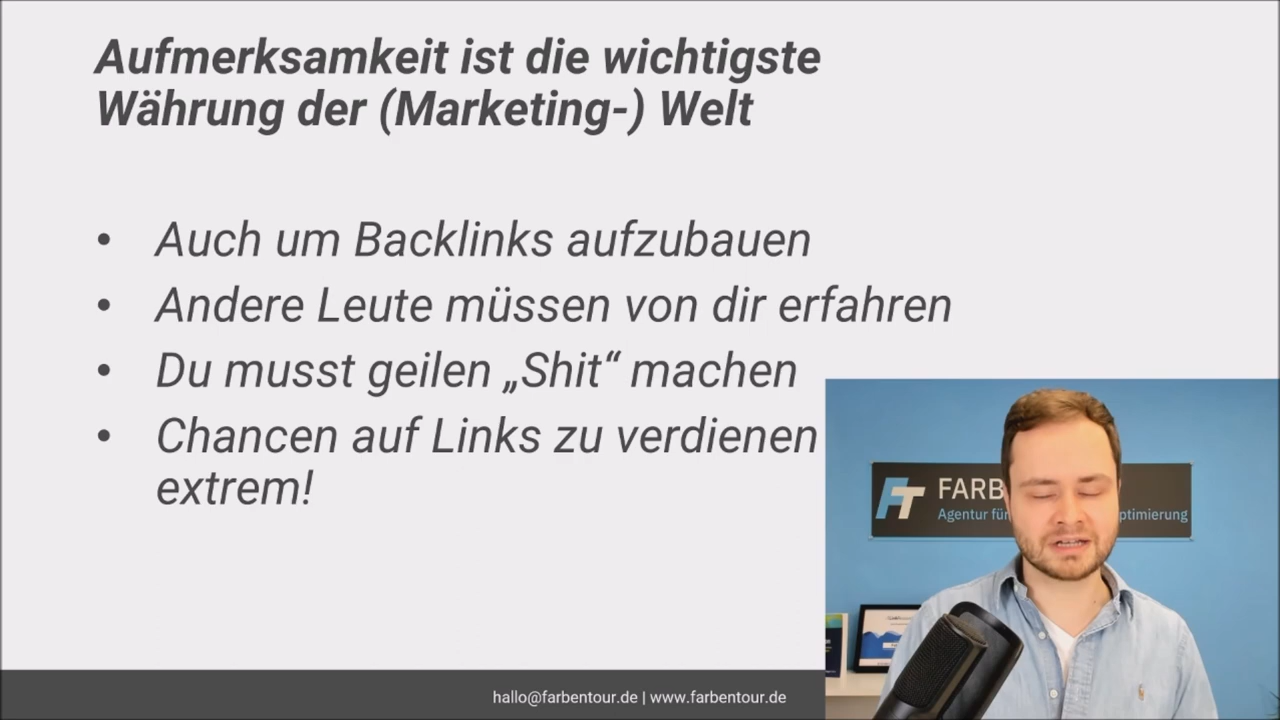 Aufmerksamkeit ist die wichtigste
Währung der (Marketing-) Welt
• Auch um Backlinks aufzubauen
• Andere Leute müssen von dir erfahren
• Du musst geilen „Shit“ machen
• Chancen auf Links zu verdienen
extrem!
FT FARB
Agentur für ptimierung
hallo@farbentour.de | www.farbentour.de